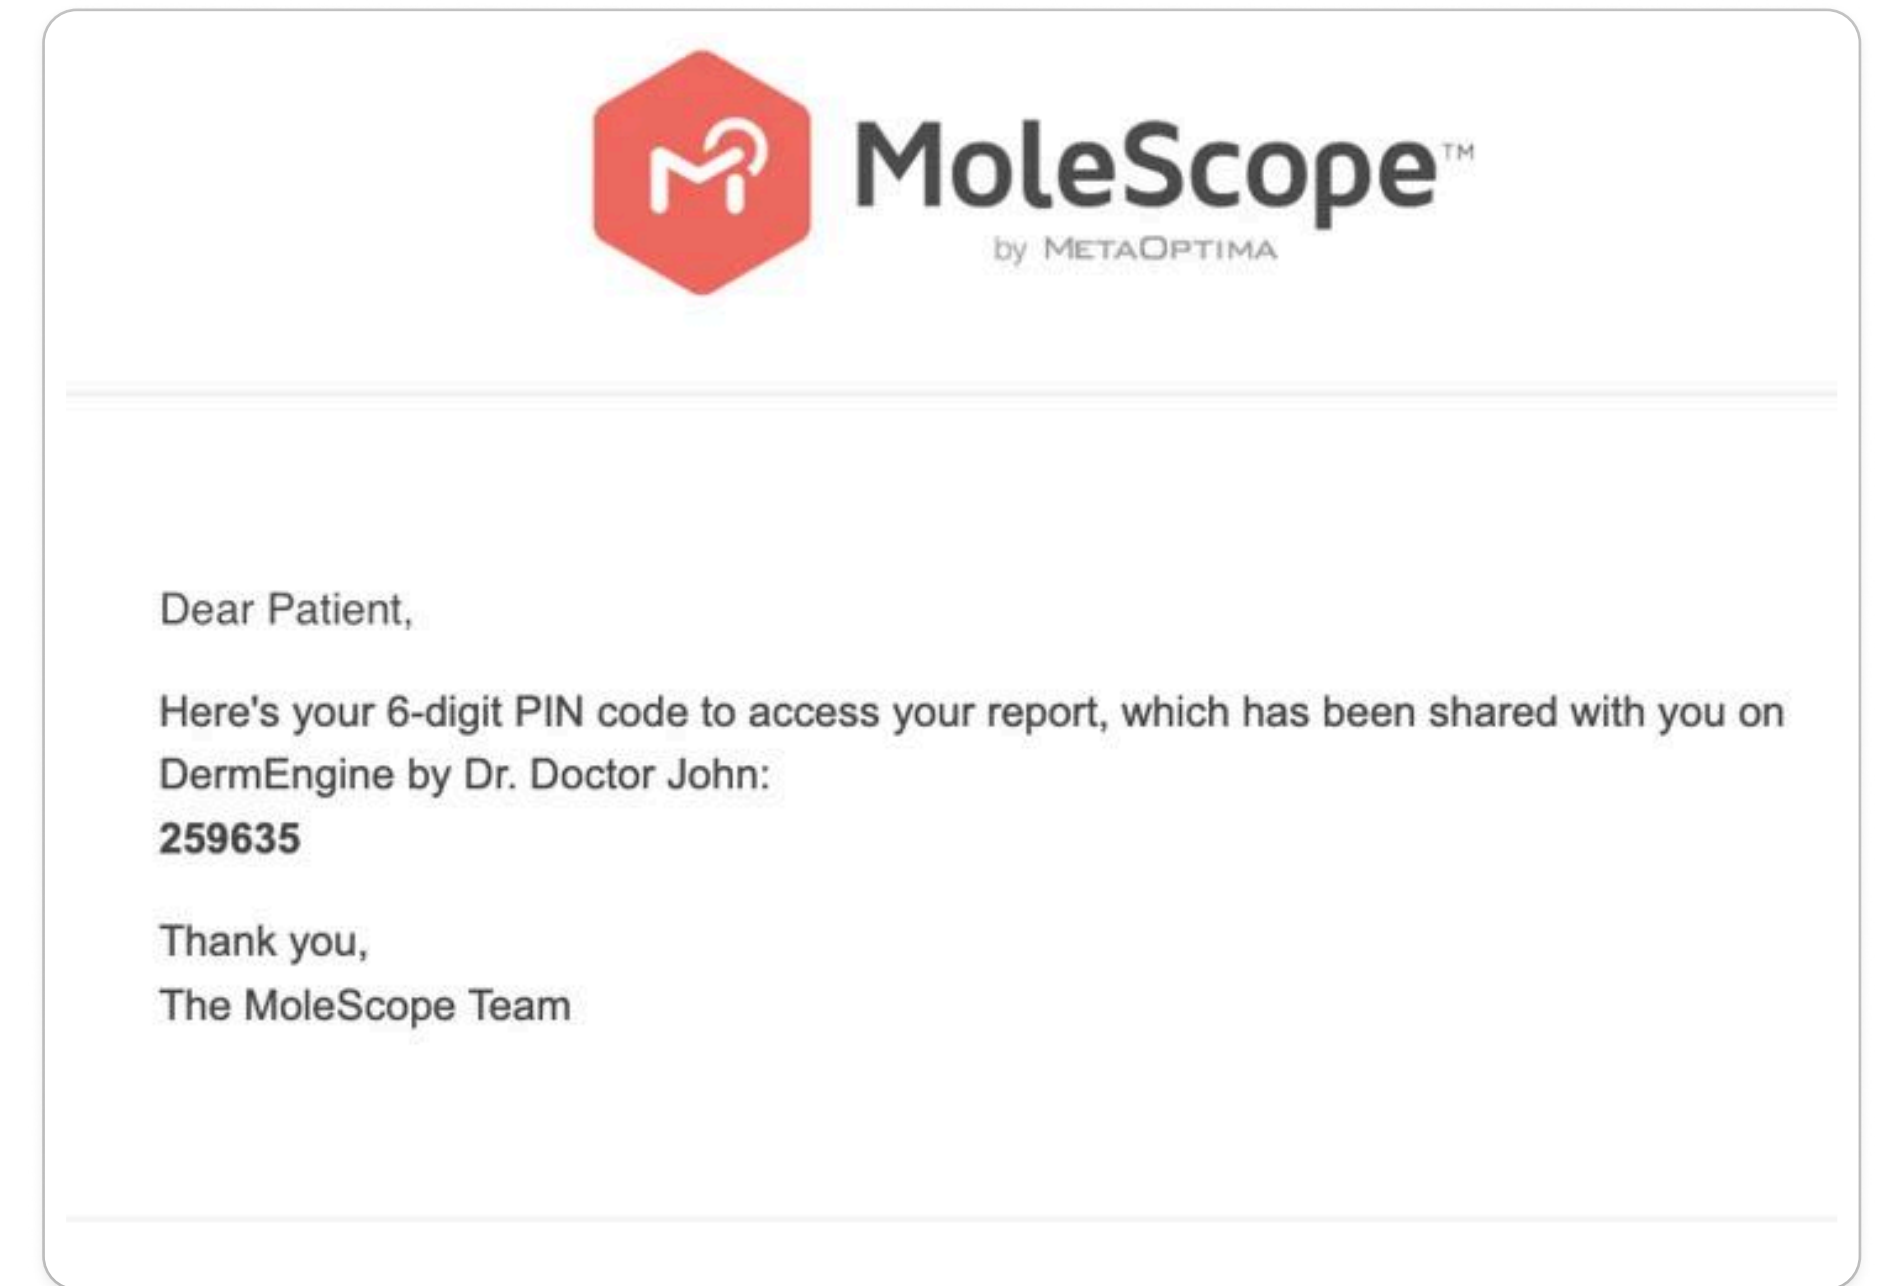 MoleScope™
by METAOPTIMA
Dear Patient,
Here's your 6-digit PIN code to access your report, which has been shared with you on
DermEngine by Dr. Doctor John:
259635
Thank you,
The MoleScope Team